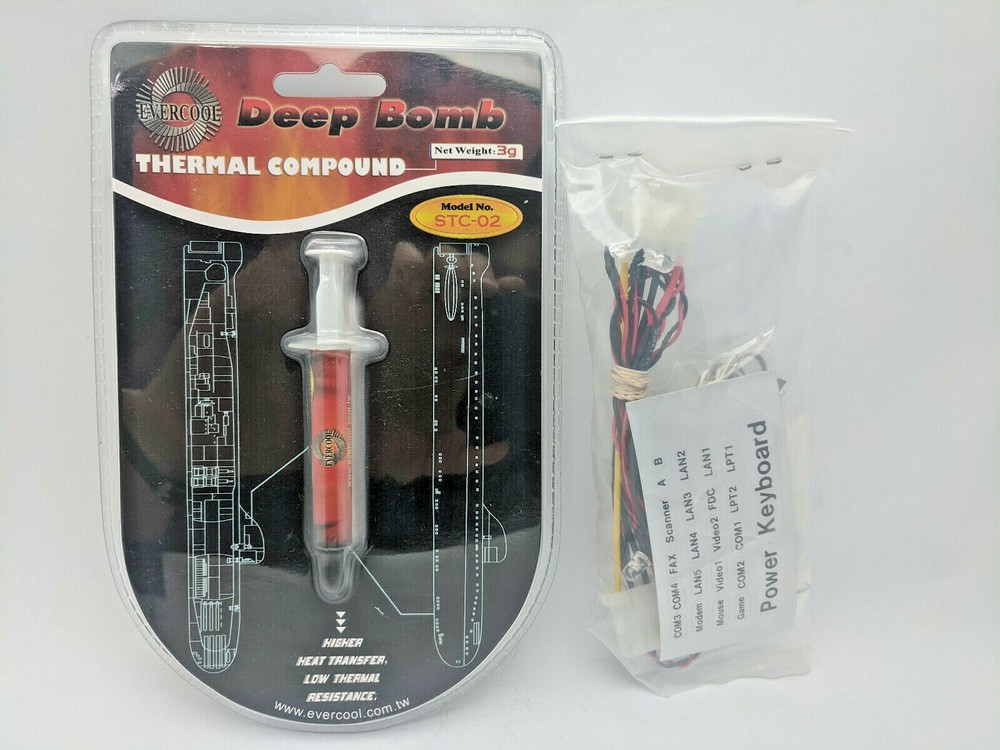 EVERCOOL
Deep Bomb
THERMAL COMPOUND
Net Weight: 3g
Model No.
STC-02
EVERCOOL
HIGHER
HEAT TRANSFER,
LOW THERMAL
RESISTANCE.
www.evercool.com.tw
COM3 COM4 FAX Scanner A B
Modem LAN5 LAN4 LAN3 LAN2
Mouse Video1 Video2 FDC LAN1
Game COM2 COM1 LPT2 LPT1
Power Keyboard